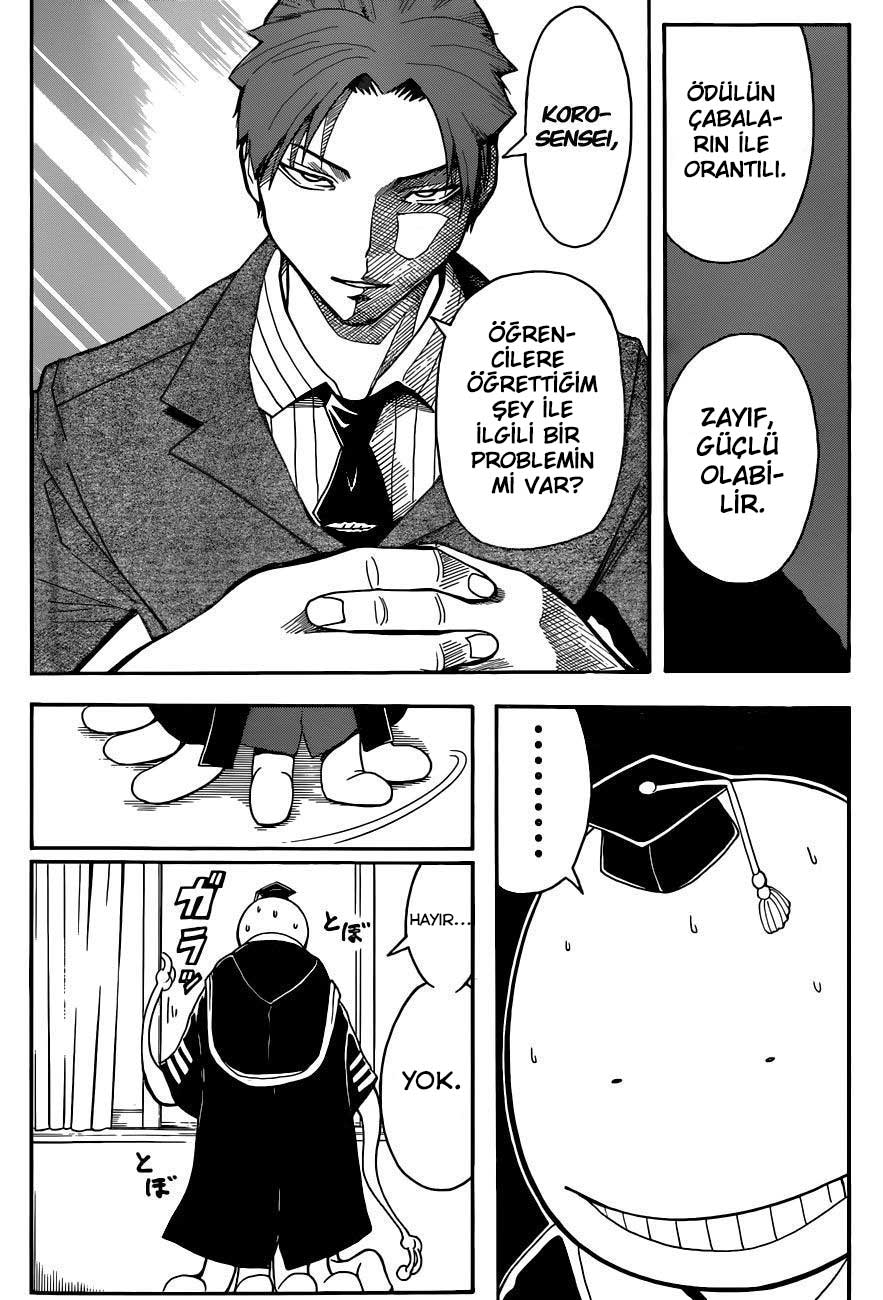 ÖDÜLÜN
ÇABALA-
RIN İLE
ORANTILI.
ZAYIF,
GÜÇLÜ
OLABİ-
LİR.
KORO-
SENSEI,
ÖĞREN-
CİLERE
ÖĞRETTİĞİM
ŞEY İLE
İLGİLİ BİR
PROBLEMİN
Mİ VAR?
.........
HAYIR...
YOK.
ガラッ
とぼ
とぼ